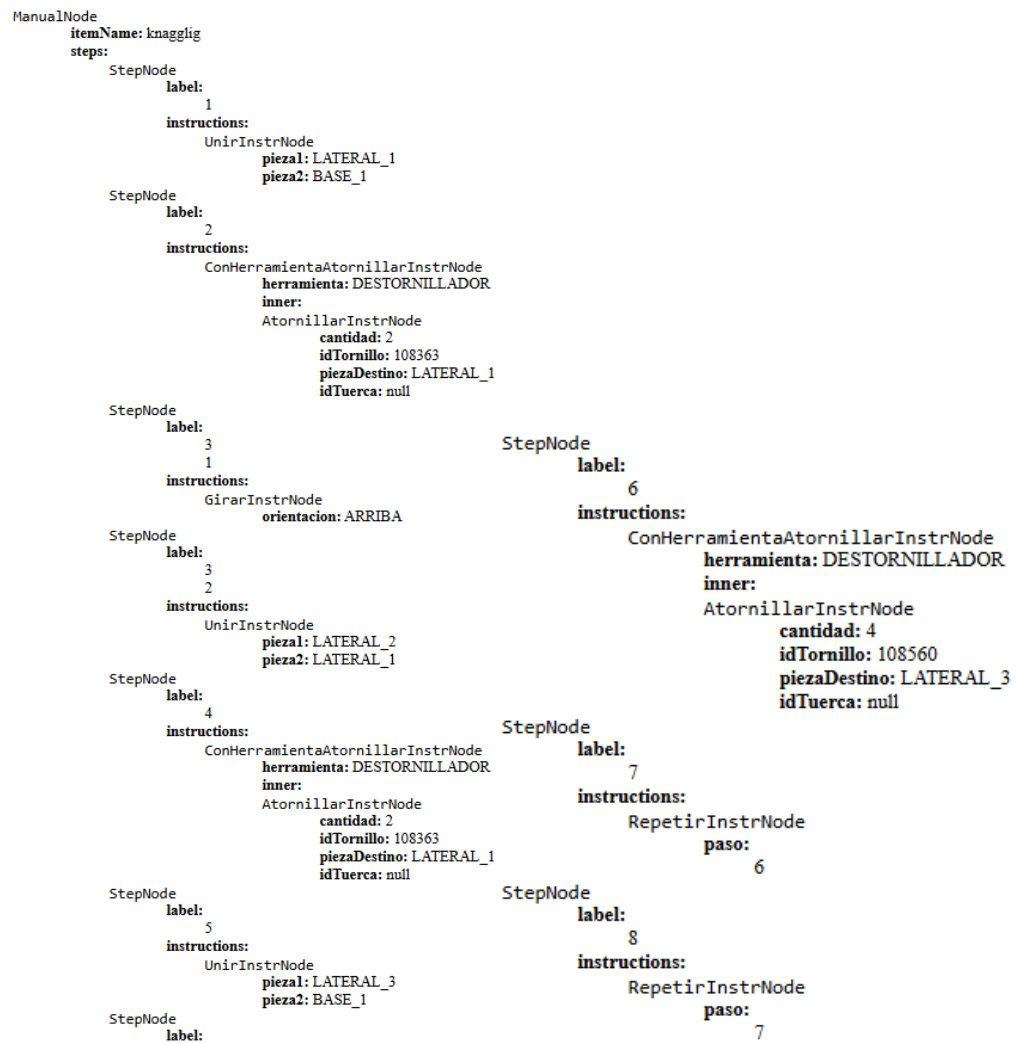 ManualNode
itemName: knagglig
steps:
StepNode
label:
1
instructions:
UnirInstrNode
pieza1: LATERAL_1
pieza2: BASE_1
StepNode
label:
2
instructions:
ConHerramientaAtornillarInstrNode
herramienta: DESTORNILLADOR
inner:
AtornillarInstrNode
cantidad: 2
idTornillo: 108363
piezaDestino: LATERAL_1
idTuerca: null
StepNode
label:
3
1
instructions:
GirarInstrNode
orientacion: ARRIBA
StepNode
label:
3
2
instructions:
UnirInstrNode
pieza1: LATERAL_2
pieza2: LATERAL_1
StepNode
label:
4
instructions:
ConHerramientaAtornillarInstrNode
herramienta: DESTORNILLADOR
inner:
AtornillarInstrNode
cantidad: 2
idTornillo: 108363
piezaDestino: LATERAL_1
idTuerca: null
StepNode
label:
5
instructions:
UnirInstrNode
pieza1: LATERAL_3
pieza2: BASE_1
StepNode
label:
StepNode
label:
6
instructions:
ConHerramientaAtornillarInstrNode
herramienta: DESTORNILLADOR
inner:
AtornillarInstrNode
cantidad: 4
idTornillo: 108560
piezaDestino: LATERAL_3
idTuerca: null
StepNode
label:
7
instructions:
RepetirInstrNode
paso:
6
StepNode
label:
8
instructions:
RepetirInstrNode
paso:
7